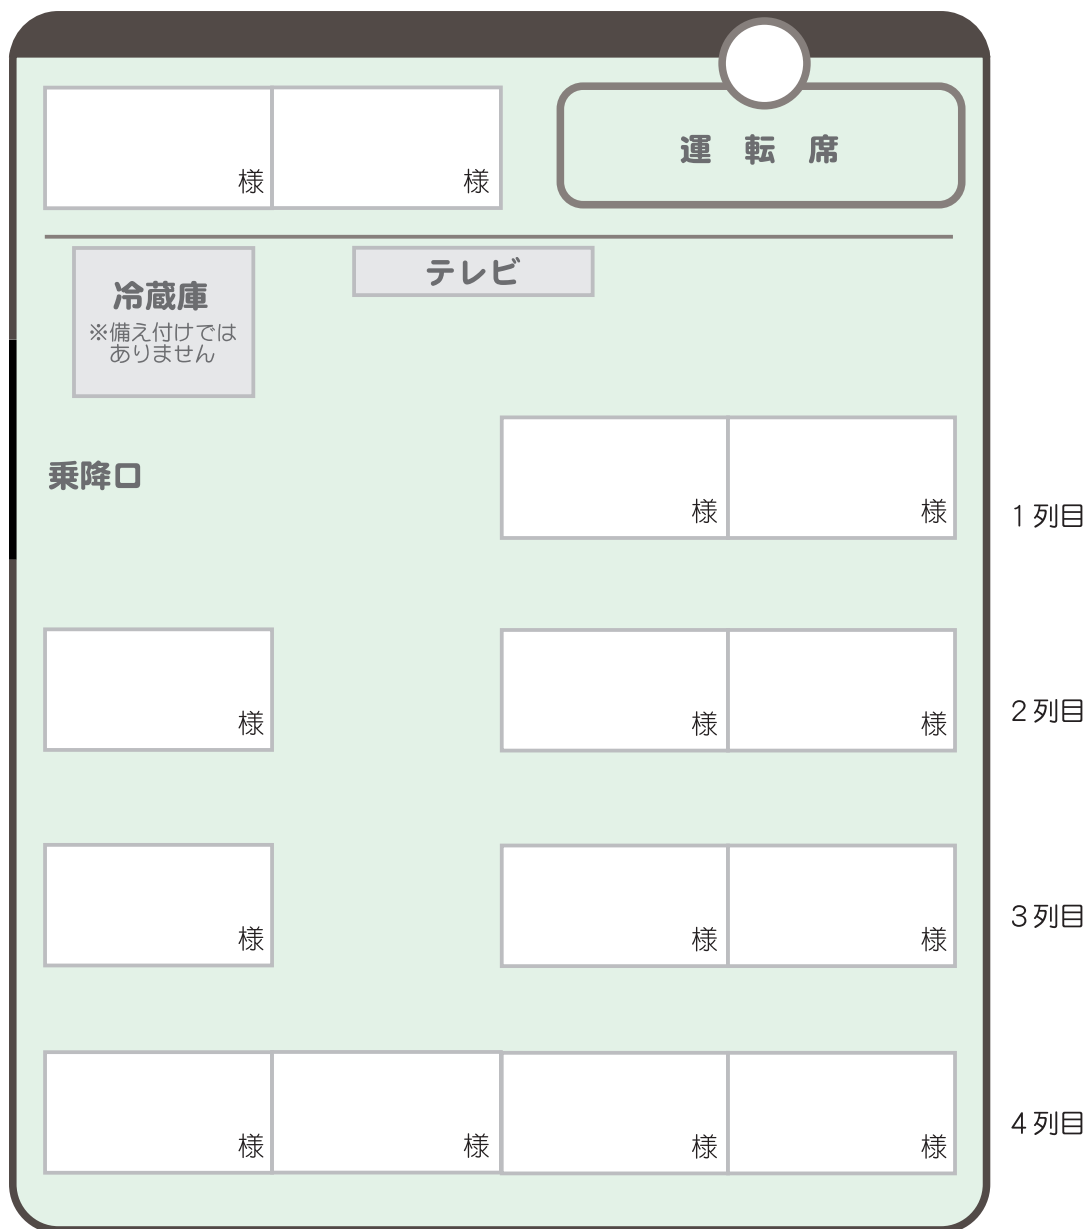 運 転 席
様 様
冷蔵庫
※備え付けでは
ありません
テレビ
乗降口
様 様 1列目
様 様 様 2列目
様 様 様 3列目
様 様 様 様 4列目